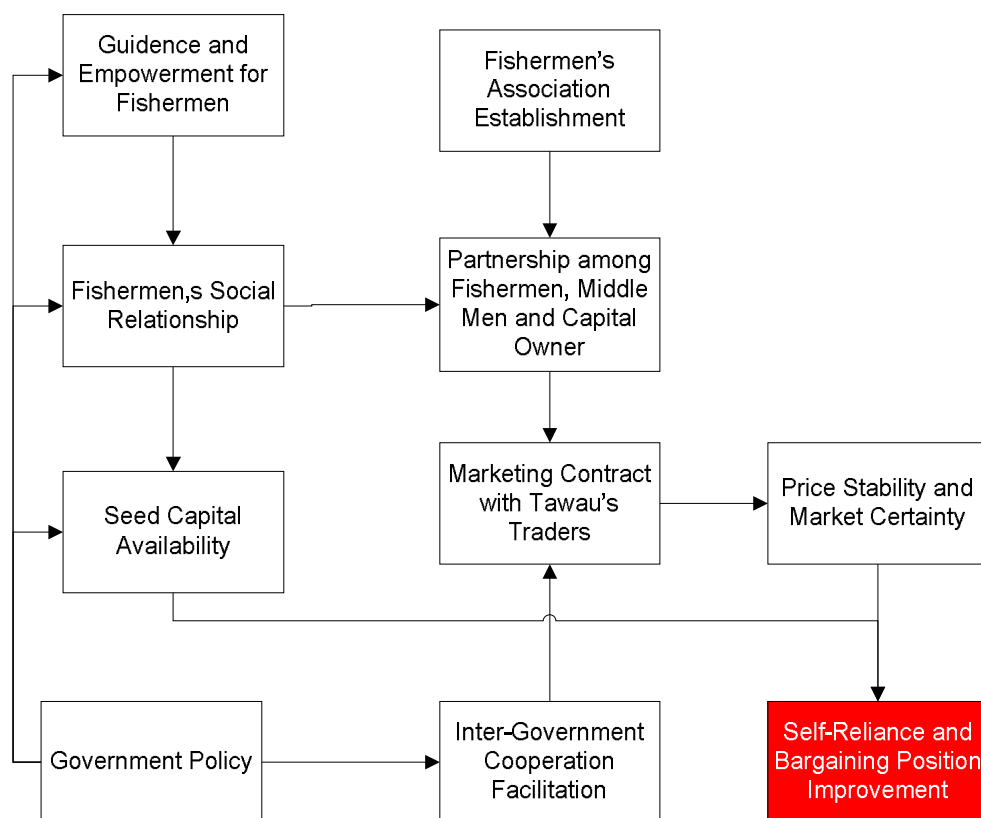 Guidence and
Empowerment for
Fishermen
Fishermen's
Association
Establishment
Fishermen,s Social
Relationship
Partnership among
Fishermen, Middle
Men and Capital
Owner
Seed Capital
Availability
Marketing Contract
with Tawau's
Traders
Price Stability and
Market Certainty
Government Policy
Inter-Government
Cooperation
Facilitation
Self-Reliance and
Bargaining Position
Improvement